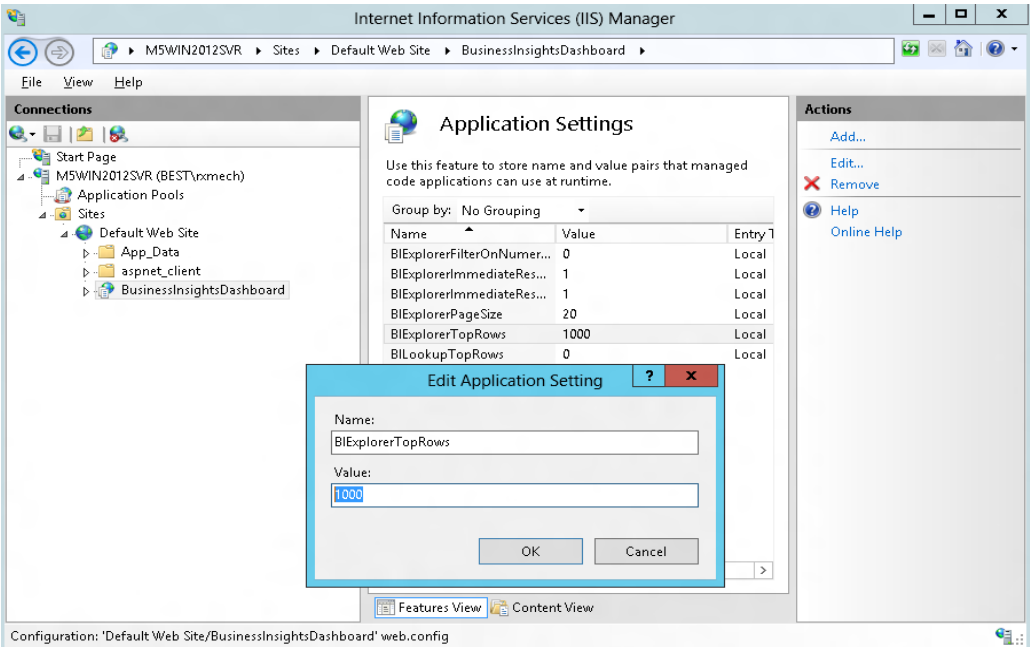 Internet Information Services (IIS) Manager
M5WIN2012SVR Sites Default Web Site BusinessInsightsDashboard
File View Help
Connections
Start Page
M5WIN2012SVR (BEST\rxmech)
Application Pools
Sites
Default Web Site
App_Data
aspnet_client
BusinessInsightsDashboard
Application Settings
Use this feature to store name and value pairs that managed
code applications can use at runtime.
Group by: No Grouping
Name Value Entry T
BIExplorerFilterOnNumer... 0 Local
BIExplorerImmediateRes... 1 Local
BIExplorerImmediateRes... 1 Local
BIExplorerPageSize 20 Local
BIExplorerTopRows 1000 Local
BILookupTopRows 0 Local
Edit Application Setting ? x
Name:
BIExplorerTopRows
Value:
1000
OK Cancel
Features View Content View
Actions
Add...
Edit...
Remove
Help
Online Help
Configuration: 'Default Web Site/BusinessInsightsDashboard' web.config